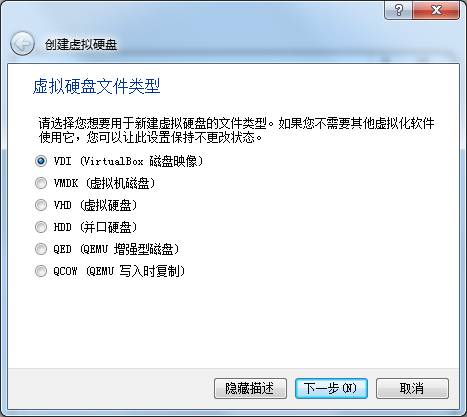 创建虚拟硬盘
虚拟硬盘文件类型
请选择您想要用于新建虚拟硬盘的文件类型。如果您不需要其他虚拟化软件
使用它，您可以让此设置保持不更改状态。
VDI (VirtualBox 磁盘映像)
VMDK (虚拟机磁盘)
VHD (虚拟硬盘)
HDD (并口硬盘)
QED (QEMU 增强型磁盘)
QCOW (QEMU 写入时复制)
隐藏描述 下一步(N) 取消